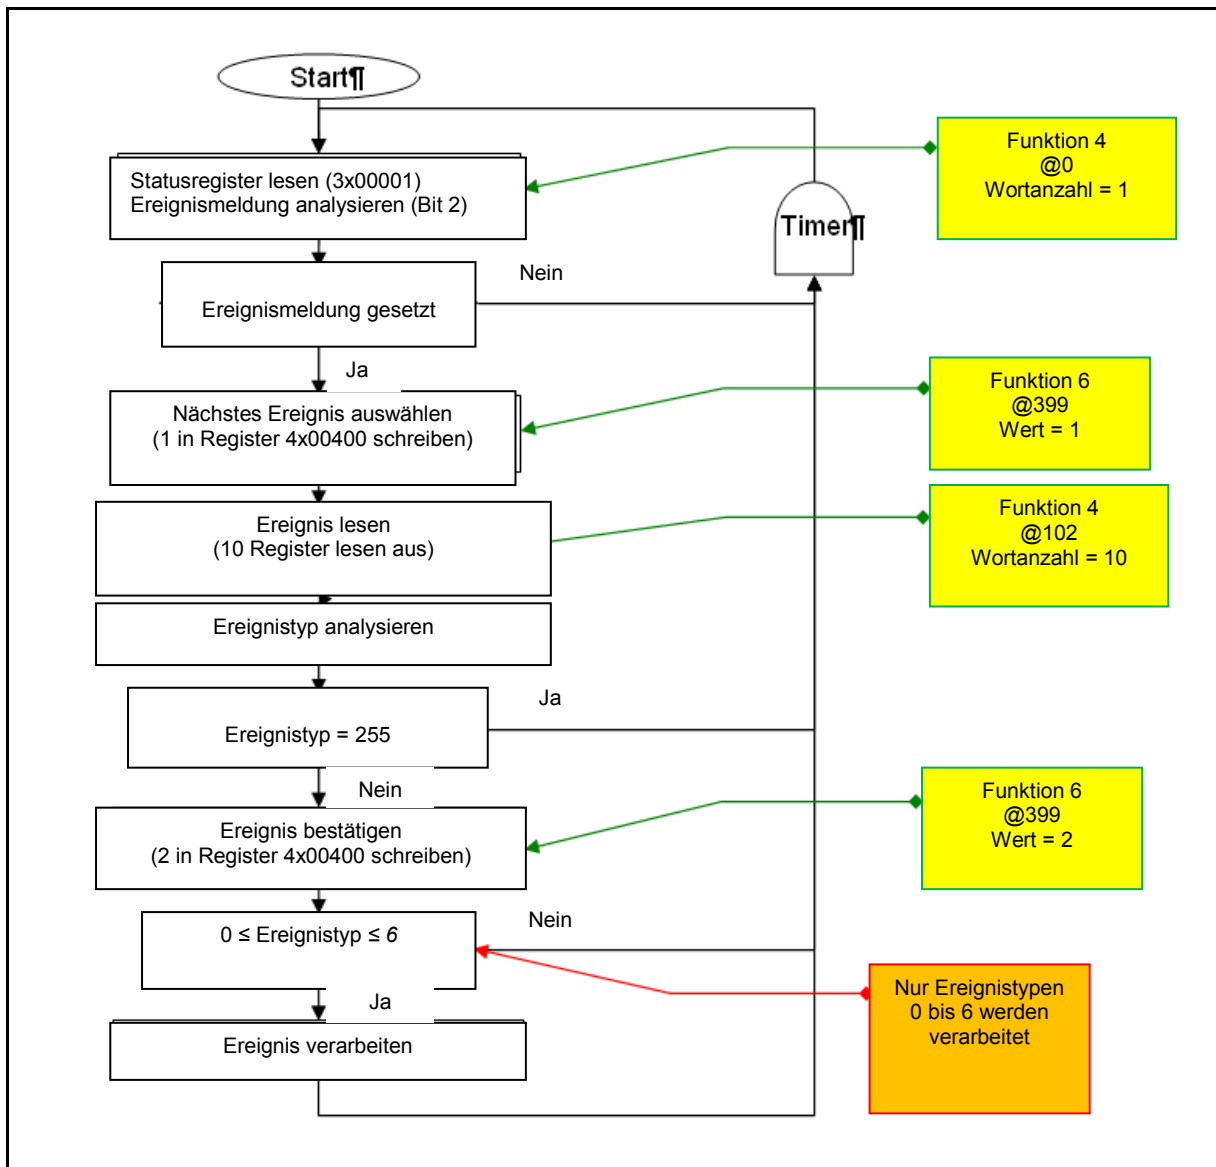 Start¶
Statusregister lesen (3x00001)
Ereignismeldung analysieren (Bit 2)
Funktion 4
@0
Wortanzahl = 1
Timer¶
Nein
Ereignismeldung gesetzt
Ja
Nächstes Ereignis auswählen
(1 in Register 4x00400 schreiben)
Funktion 6
@399
Wert = 1
Ereignis lesen
(10 Register lesen aus)
Funktion 4
@102
Wortanzahl = 10
Ereignistyp analysieren
Ja
Ereignistyp = 255
Nein
Ereignis bestätigen
(2 in Register 4x00400 schreiben)
Funktion 6
@399
Wert = 2
Nein
0 ≤ Ereignistyp ≤ 6
Nur Ereignistypen
0 bis 6 werden
verarbeitet
Ja
Ereignis verarbeiten